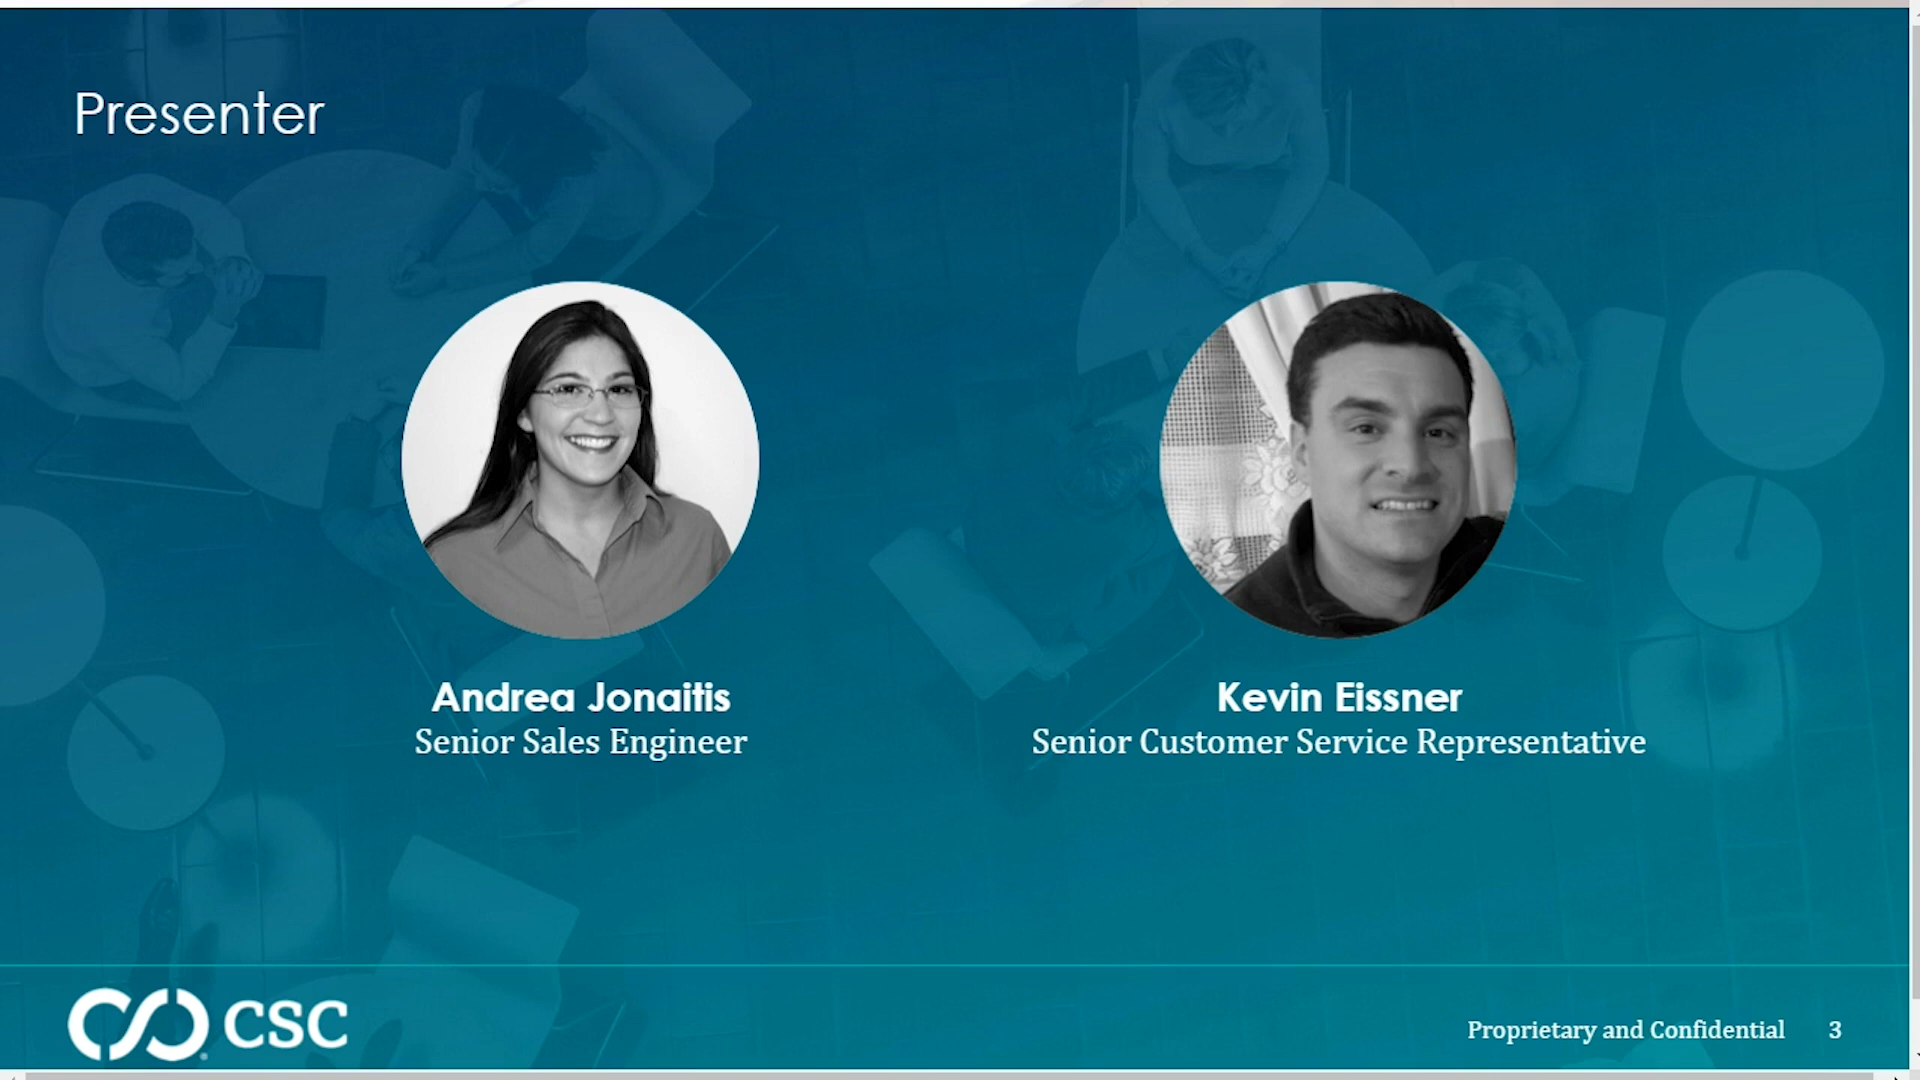 Presenter
Andrea Jonaitis
Senior Sales Engineer
Kevin Eissner
Senior Customer Service Representative
CSC
Proprietary and Confidential 3